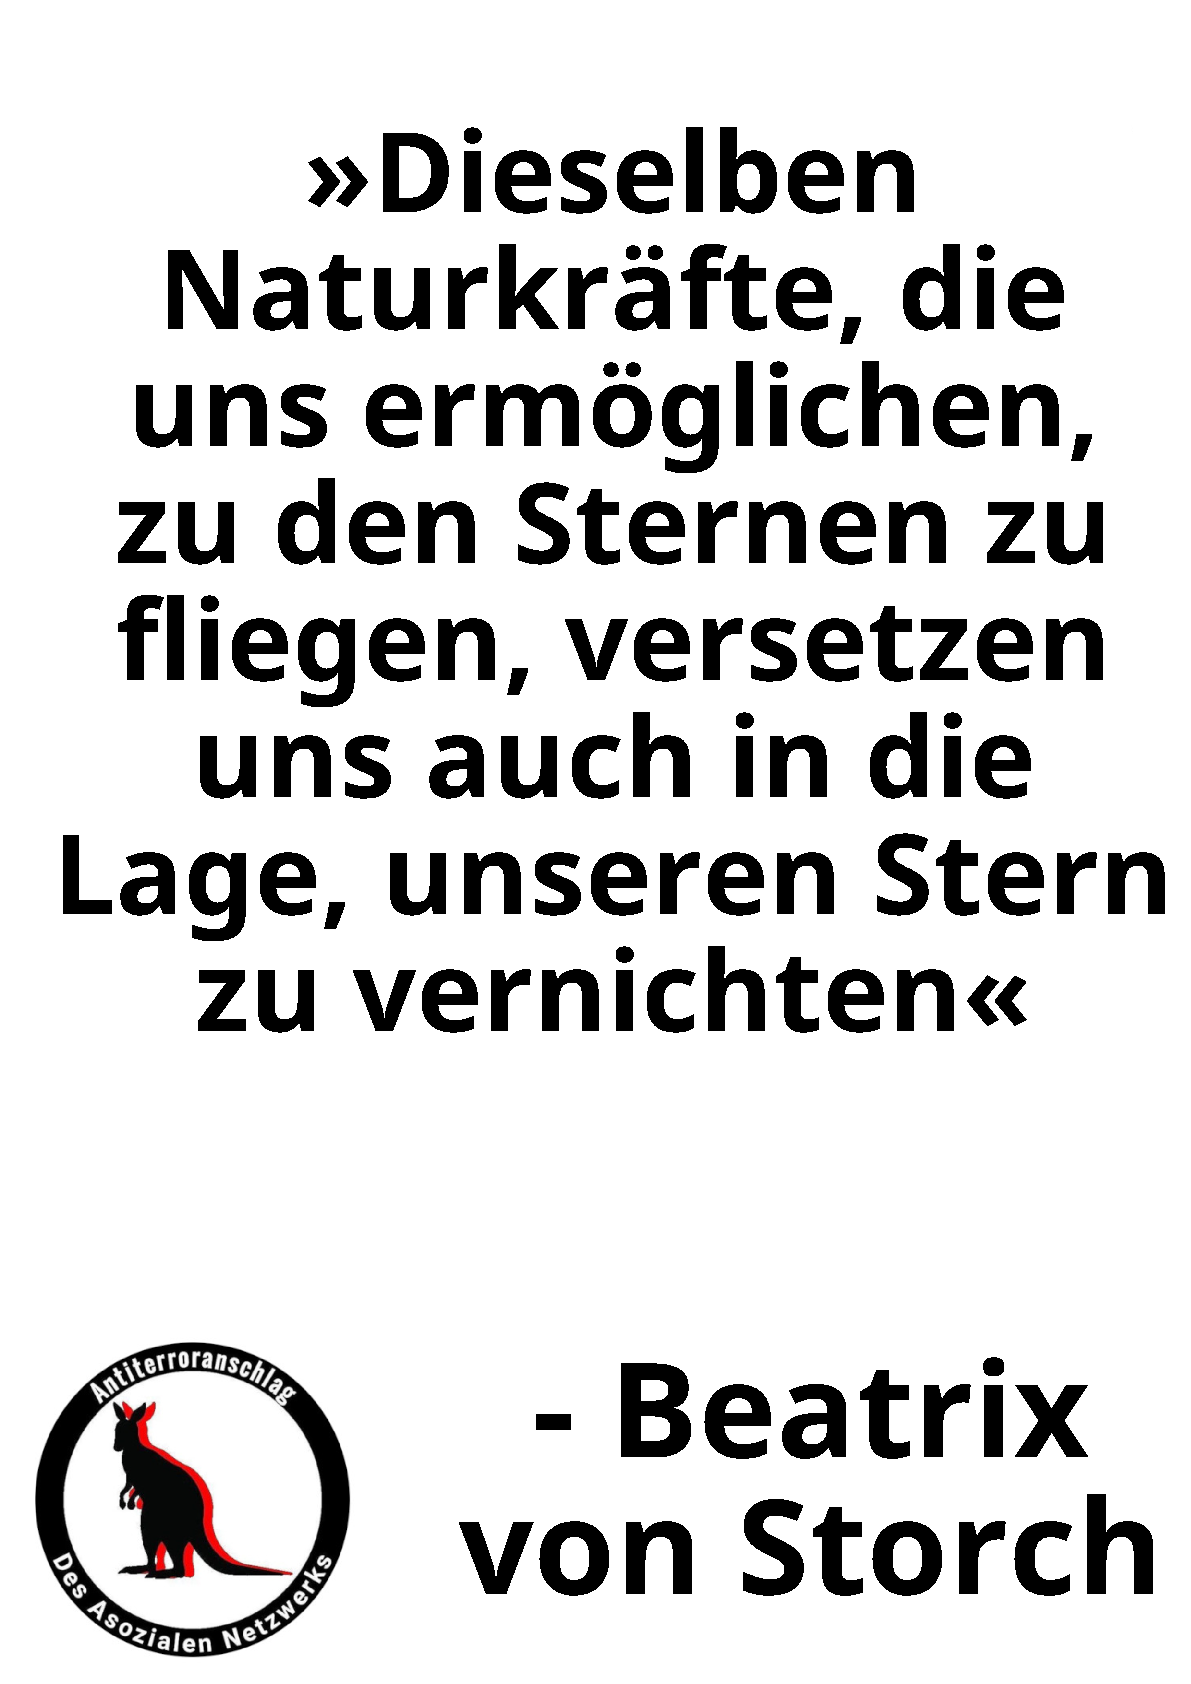 »Dieselben
Naturkräfte, die
uns ermöglichen,
zu den Sternen zu
fliegen, versetzen
uns auch in die
Lage, unseren Stern
zu vernichten«
Antiterroranschlag
Des Asozialen Netzwerks
- Beatrix
von Storch